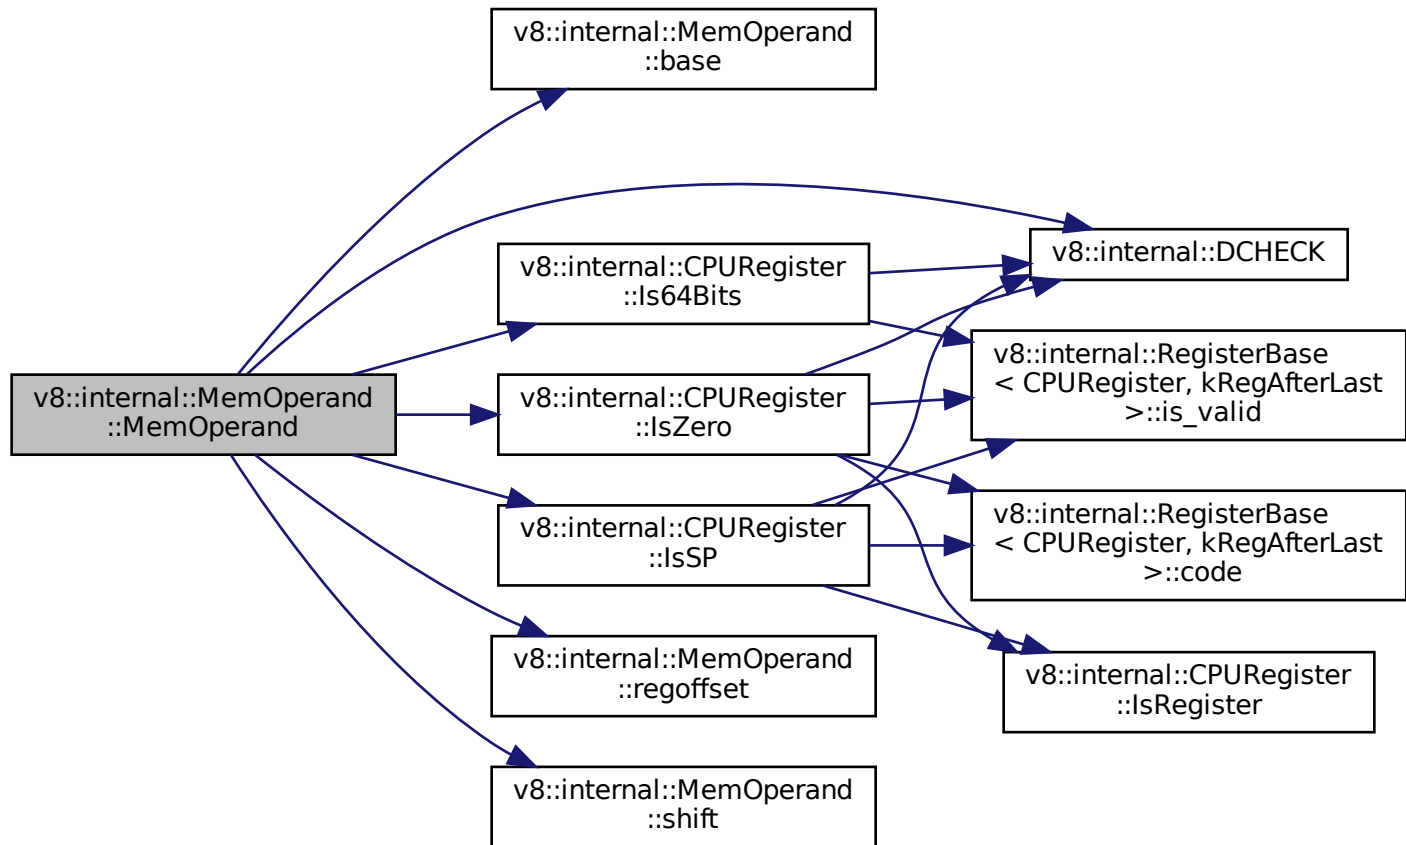 v8::internal::MemOperand
::base
v8::internal::DCHECK
v8::internal::CPURegister
::Is64Bits
v8::internal::RegisterBase
< CPURegister, kRegAfterLast
>::is_valid
v8::internal::MemOperand
::MemOperand
v8::internal::CPURegister
::IsZero
v8::internal::CPURegister
::IsSP
v8::internal::RegisterBase
< CPURegister, kRegAfterLast
>::code
v8::internal::MemOperand
::regoffset
v8::internal::CPURegister
::IsRegister
v8::internal::MemOperand
::shift